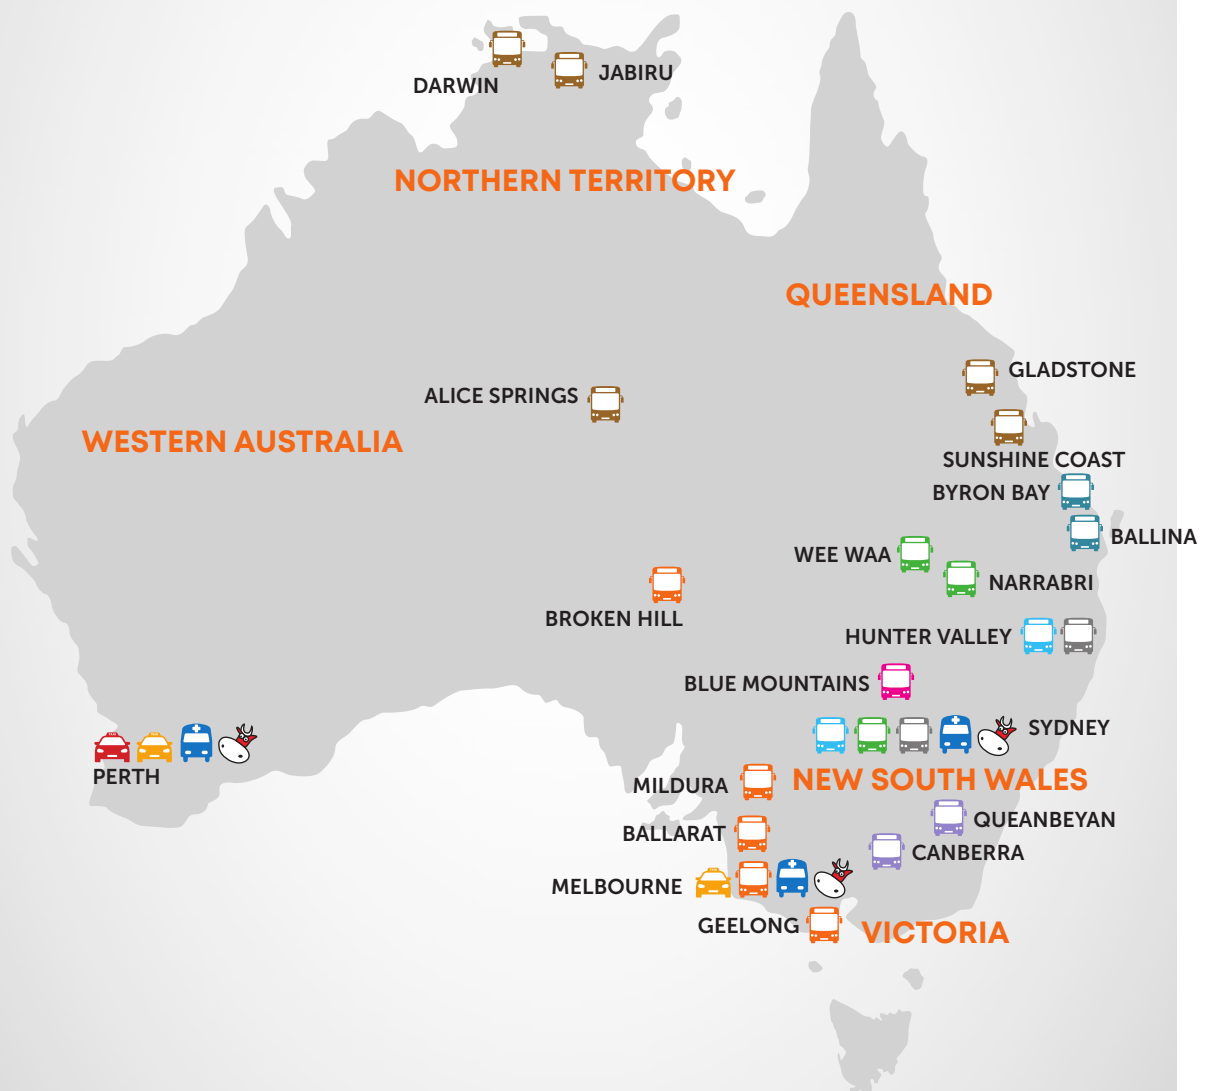 DARWIN
JABIRU
NORTHERN TERRITORY
QUEENSLAND
GLADSTONE
ALICE SPRINGS
WESTERN AUSTRALIA
SUNSHINE COAST
BYRON BAY
BALLINA
WEE WAA
NARRABRI
BROKEN HILL
HUNTER VALLEY
BLUE MOUNTAINS
SYDNEY
PERTH
MILDURA
NEW SOUTH WALES
QUEANBEYAN
BALLARAT
CANBERRA
MELBOURNE
GEELONG
VICTORIA